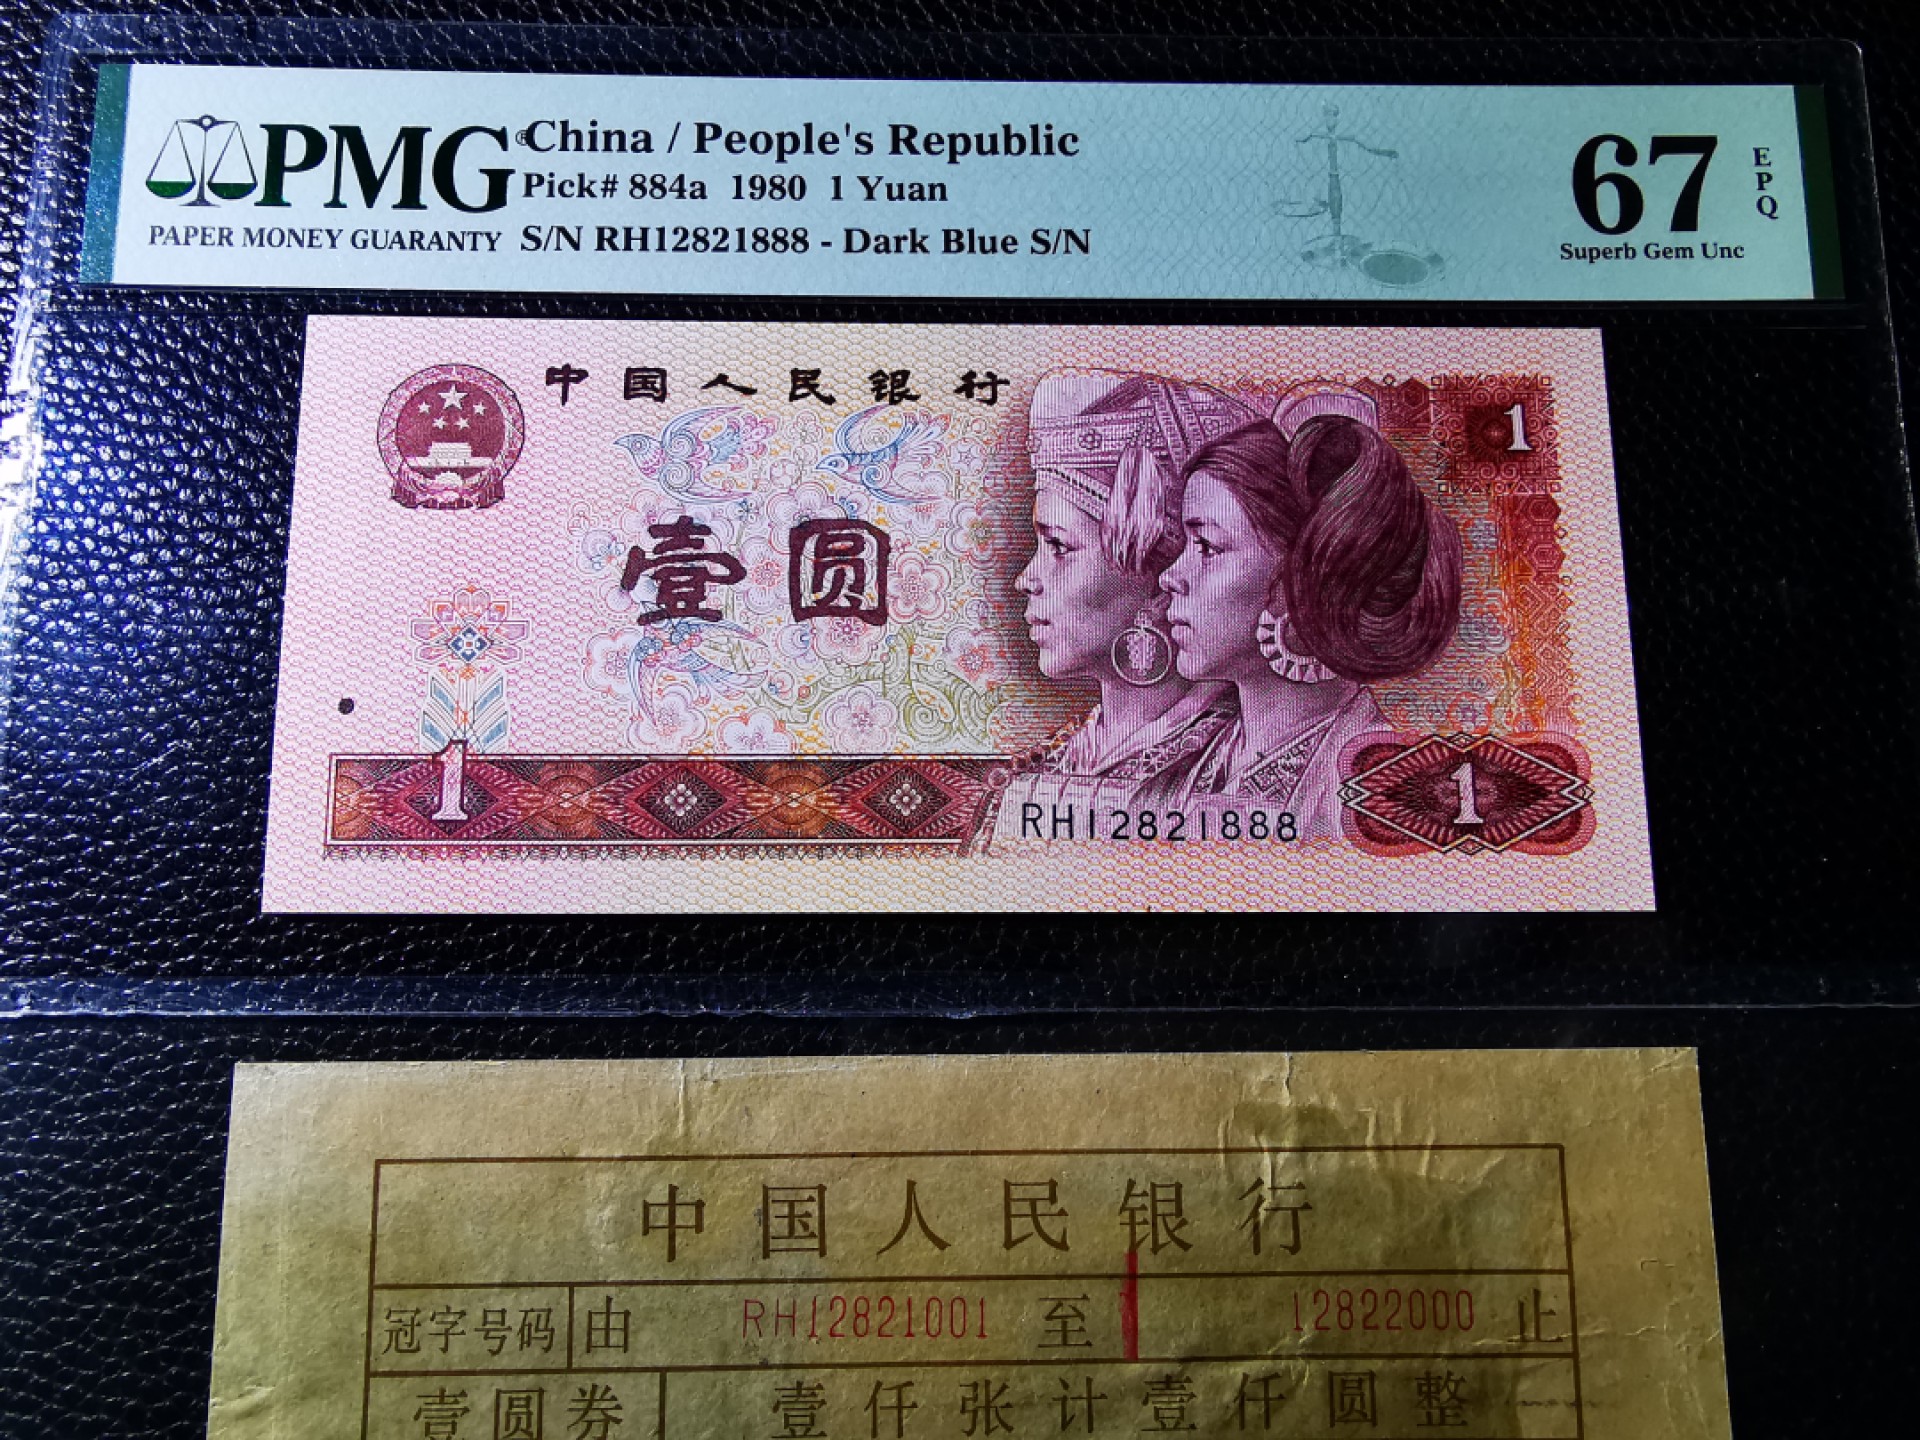 PMG®
PAPER MONEY GUARANTY
China / People's Republic
Pick# 884a 1980 1 Yuan
S/N RH12821888 - Dark Blue S/N
67
EPQ
Superb Gem Unc
中国人民银行
1
壹圆
1
1
RH12821888
中国人民银行
冠字号码 由 RH12821001 至 12822000 止
壹圆券 壹仟张计壹仟圆整